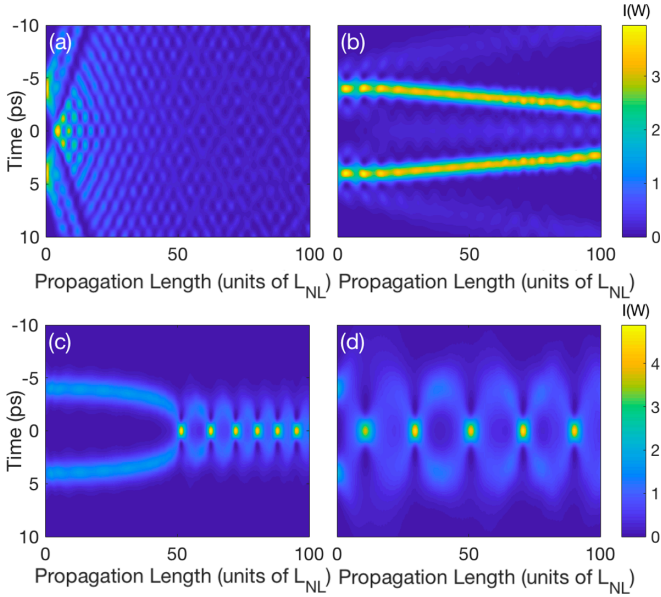 I(W)
(a)
(b)
-10
-5
0
5
10
Time (ps)
0
50
100
0
50
100
3
2
1
0
Propagation Length (units of L_NL)
Propagation Length (units of L_NL)
I(W)
(c)
(d)
-10
-5
0
5
10
Time (ps)
0
50
100
0
50
100
4
3
2
1
0
Propagation Length (units of L_NL)
Propagation Length (units of L_NL)